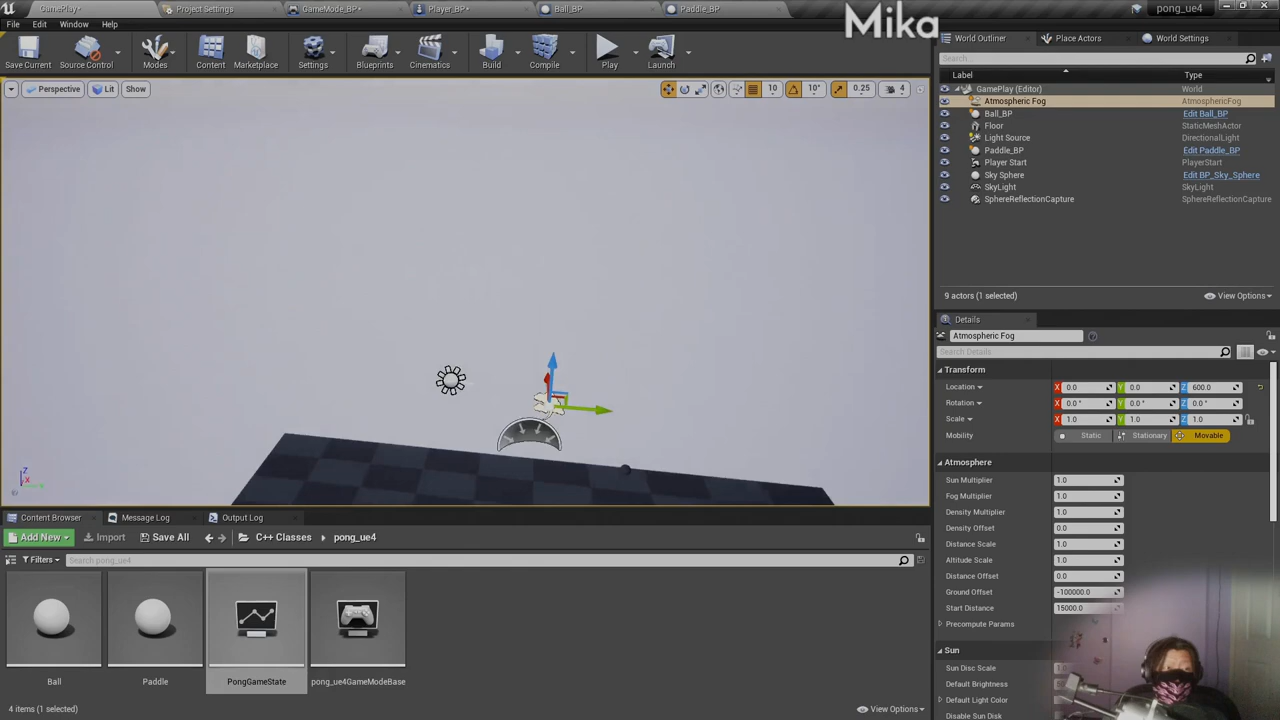 GamePlay*
Project Settings
GameMode_BP*
Player_BP*
Ball_BP
Paddle_BP
Mika
pong_ue4
File Edit Window Help
Save Current
Source Control
Modes
Content
Marketplace
Settings
Blueprints
Cinematics
Build
Compile
Play
Launch
World Outliner
Place Actors
World Settings
Search...
Label Type
GamePlay (Editor) World
Atmospheric Fog AtmosphericFog
Ball_BP Edit Ball_BP
Floor StaticMeshActor
Light Source DirectionalLight
Paddle_BP Edit Paddle_BP
Player Start PlayerStart
Sky Sphere Edit BP_Sky_Sphere
SkyLight SkyLight
SphereReflectionCapture SphereReflectionCapture
9 actors (1 selected)
View Options
Perspective Lit Show
10 10° 0.25 4
Details
Atmospheric Fog
Search Details
Transform
Location X 0.0 Y 0.0 Z 600.0
Rotation X 0.0° Y 0.0° Z 0.0°
Scale X 1.0 Y 1.0 Z 1.0
Mobility Static Stationary Movable
Atmosphere
Sun Multiplier 1.0
Fog Multiplier 1.0
Density Multiplier 1.0
Density Offset 0.0
Distance Scale 1.0
Altitude Scale 1.0
Distance Offset 0.0
Ground Offset -100000.0
Start Distance 15000.0
Precompute Params
Sun
Sun Disc Scale 1.0
Default Brightness
Default Light Color
Disable Sun Disk
Z
X
Content Browser
Message Log
Output Log
Add New Import Save All C++ Classes pong_ue4
Filters Search pong_ue4
Ball
Paddle
PongGameState
pong_ue4GameModeBase
4 items (1 selected)
View Options